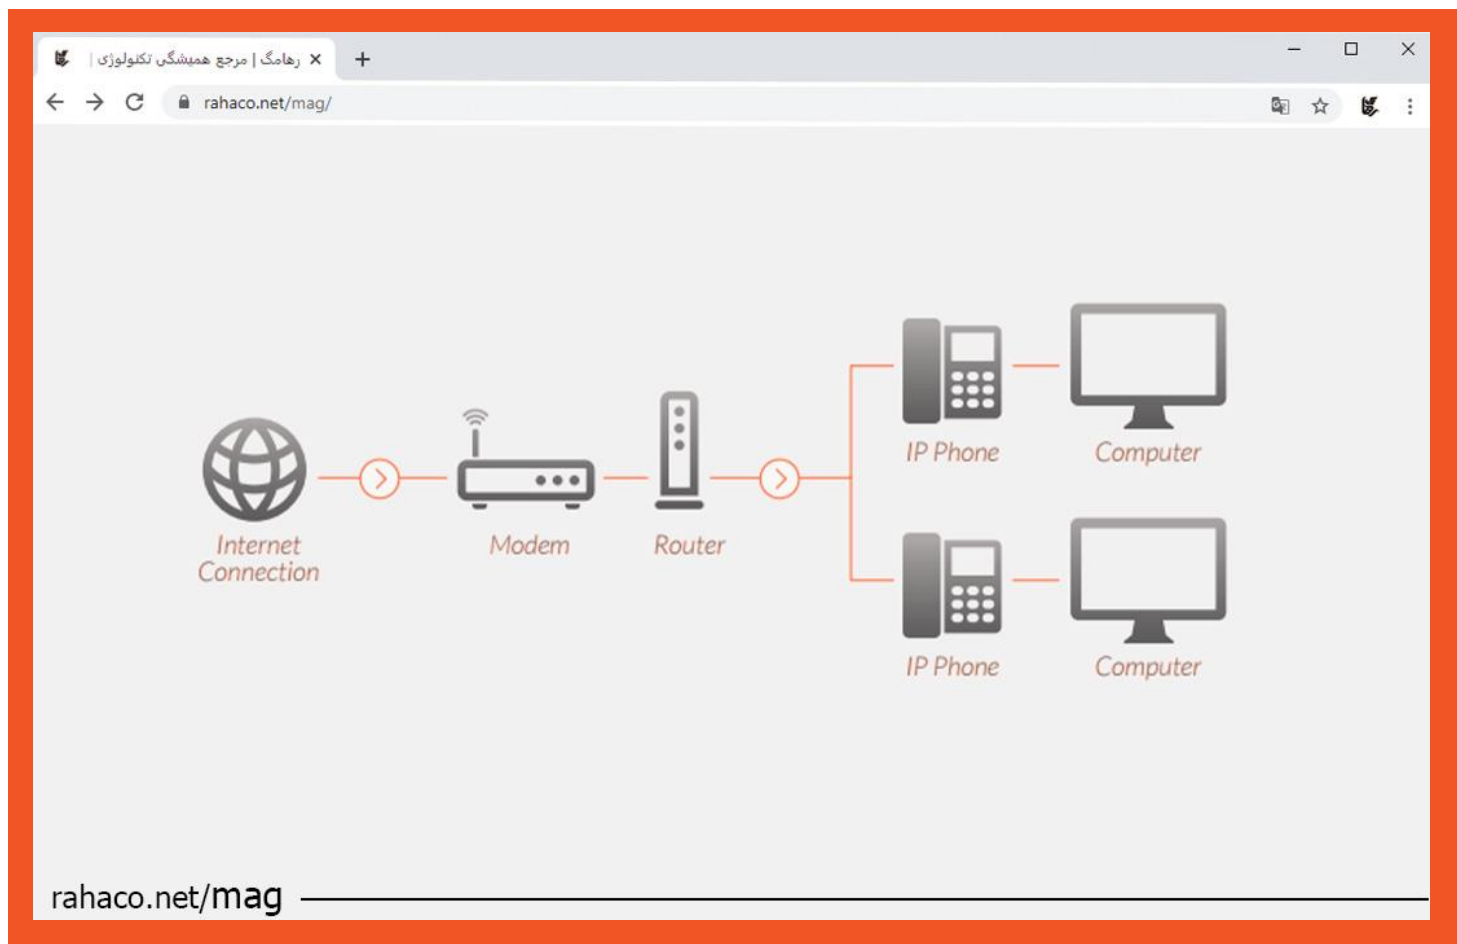 رهامگ | مرجع همیشگی تکنولوژی |
rahaco.net/mag/
IP Phone
Computer
Internet
Connection
Modem
Router
IP Phone
Computer
rahaco.net/mag